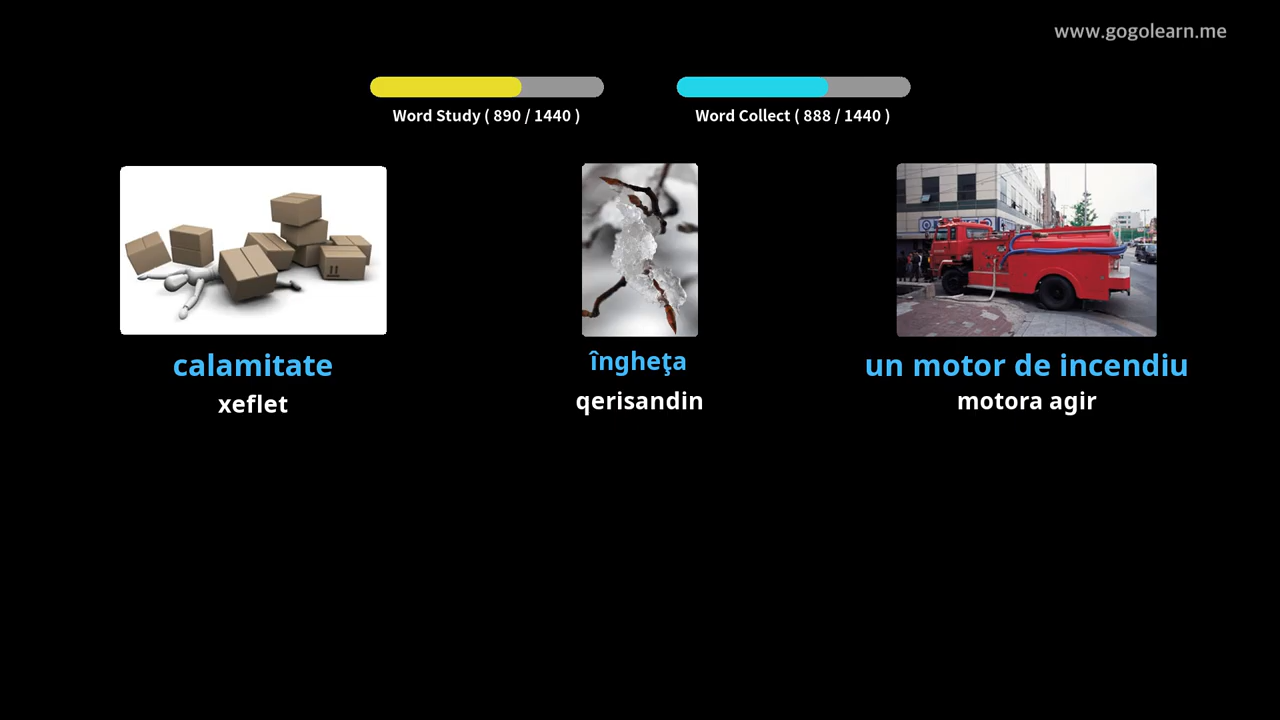 www.gogolearn.me
Word Study ( 890 / 1440 )
Word Collect ( 888 / 1440 )
calamitate
xeflet
îngheţa
qerisandin
un motor de incendiu
motora agir